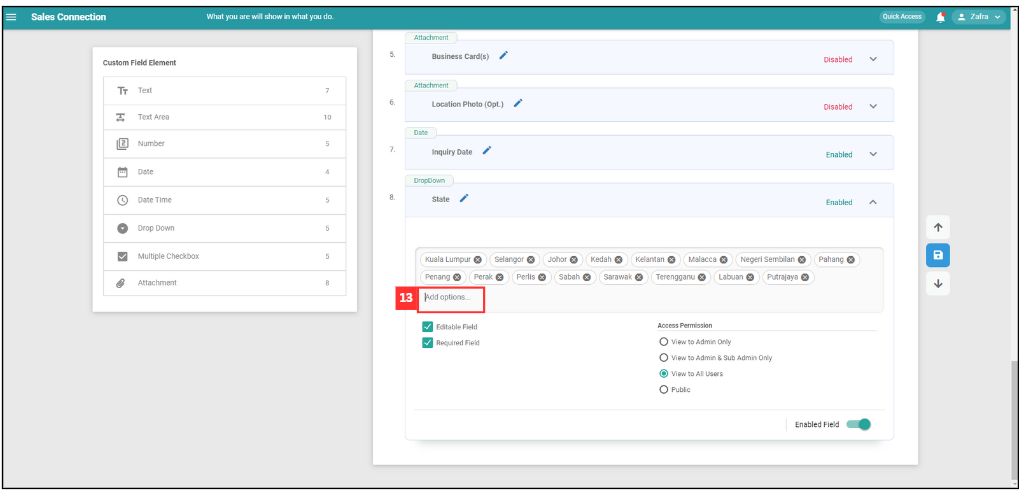 Sales Connection
What you are will show in what you do.
Quick Access
Zafra
Custom Field Element
Text 7
Text Area 10
Number 5
Date 4
Date Time 5
Drop Down 5
Multiple Checkbox 5
Attachment 8
Attachment
5. Business Card(s) Disabled
Attachment
6. Location Photo (Opt.) Disabled
Date
7. Inquiry Date Enabled
DropDown
8. State Enabled
Kuala Lumpur Selangor Johor Kedah Kelantan Malacca Negeri Sembilan Pahang
Penang Perak Perlis Sabah Sarawak Terengganu Labuan Putrajaya
13 Add options...
Editable Field
Required Field
Access Permission
View to Admin Only
View to Admin & Sub Admin Only
View to All Users
Public
Enabled Field